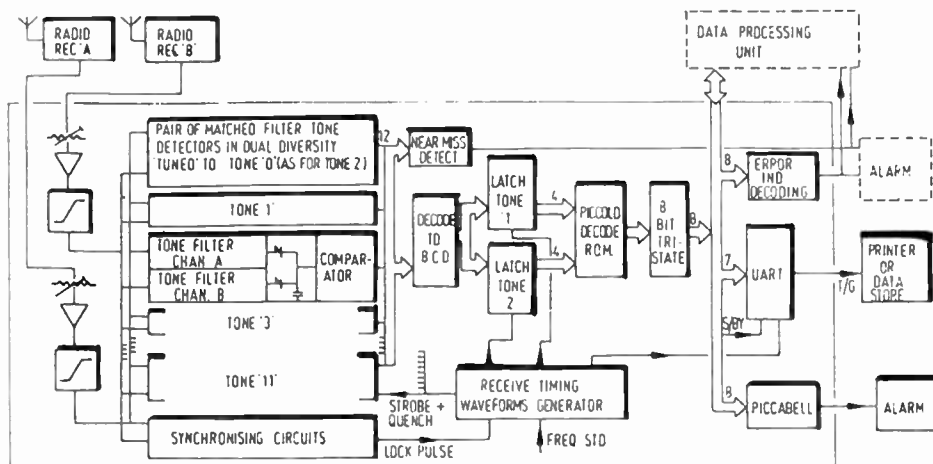 RADIO
REC.'A'
RADIO
REC 'B'
DATA PROCESSING
UNIT
PAIR OF MATCHED FILTER TONE
DETECTORS IN DUAL DIVERSITY
TUNED TO TONE '0' (AS FOR TONE 2)
12
NEAR MISS
DETECT
TONE '1'
TONE FILTER
CHAN. A
TONE FILTER
CHAN. B
COMPAR-
ATOR
TONE '3'
TONE '11'
SYNCHRONISING CIRCUITS
DECODE
TO
B.C.D.
LATCH
TONE
'1'
LATCH
TONE
2
4
4
PICCOLO
DECODE
R.O.M.
8
BIT TRI-
STATE
8
8
ERROR
IND
DECODING
ALARM
7
UART
T/G
PRINTER
OR
DATA
STORE
S/BY
STROBE +
QUENCH
RECEIVE TIMING
WAVEFORMS GENERATOR
LOCK PULSE
FREQ STD
8
PICCABELL
ALARM